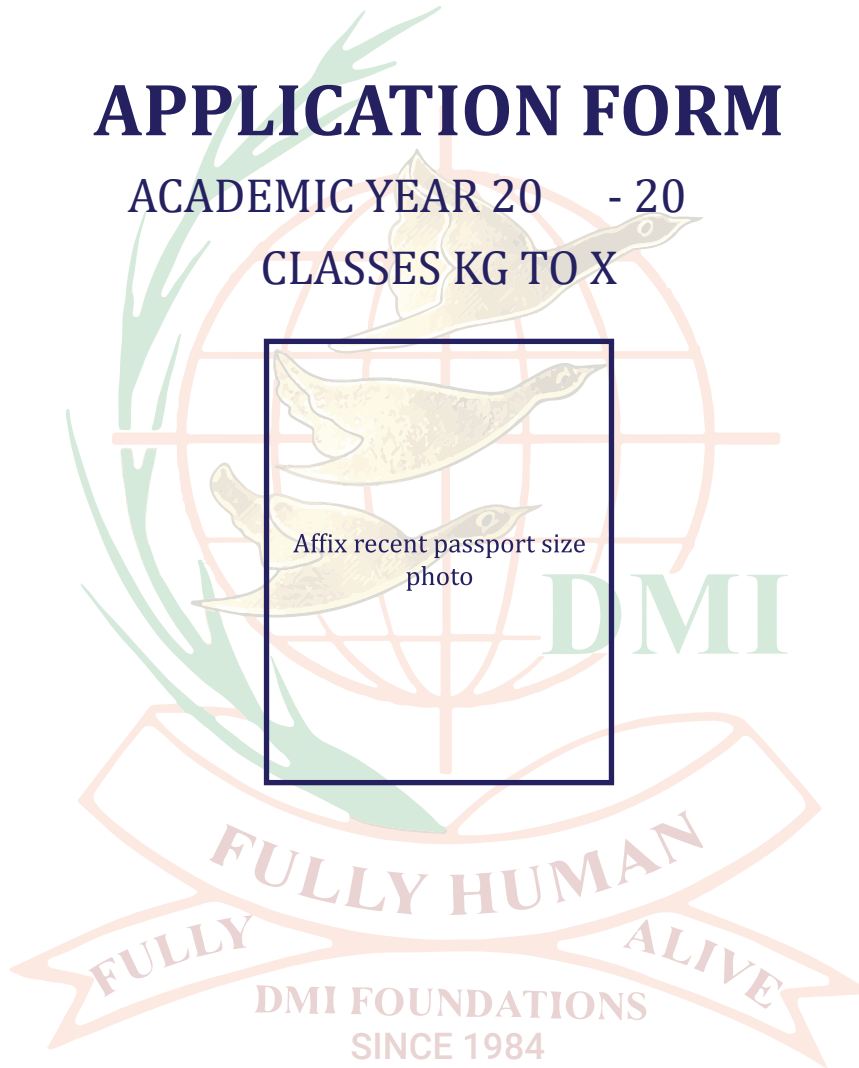 APPLICATION FORM
ACADEMIC YEAR 20 - 20
CLASSES KG TO X
Affix recent passport size
photo
DMI
FULLY HUMAN
FULLY ALIVE
DMI FOUNDATIONS
SINCE 1984